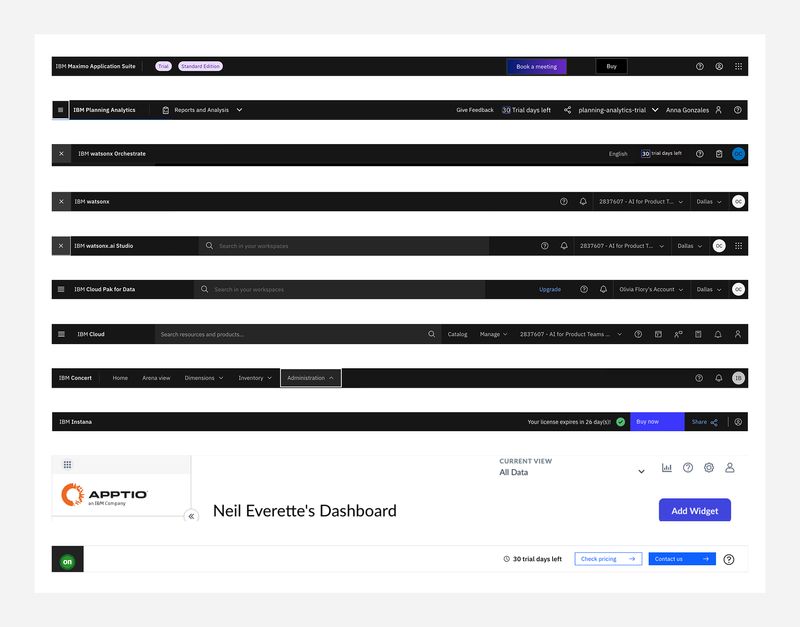 IBM Maximo Application Suite Trial Standard Edition Book a meeting Buy
IBM Planning Analytics Reports and Analysis Give Feedback 30 Trial days left planning-analytics-trial Anna Gonzales
IBM watsonx Orchestrate English 30 trial days left OC
IBM watsonx 2837607 - AI for Product T... Dallas OC
IBM watsonx.ai Studio Search in your workspaces 2837607 - AI for Product T... Dallas OC
IBM Cloud Pak for Data Search in your workspaces Upgrade Olivia Flory's Account Dallas OC
IBM Cloud Search resources and products... Catalog Manage 2837607 - AI for Product Teams ...
IBM Concert Home Arena view Dimensions Inventory Administration IB
IBM Instana Your license expires in 26 day(s)! Buy now Share
CURRENT VIEW
All Data
APPTIO
an IBM Company
Neil Everette's Dashboard Add Widget
on 30 trial days left Check pricing Contact us